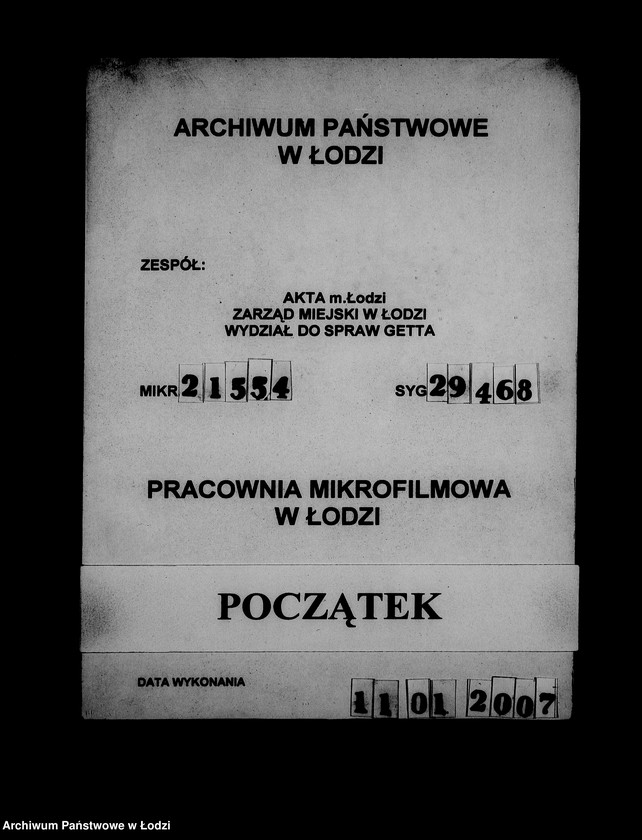 ARCHIWUM PAŃSTWOWE
W ŁODZI
ZESPÓŁ:
AKTA m.Łodzi
ZARZĄD MIEJSKI W ŁODZI
WYDZIAŁ DO SPRAW GETTA
MIKR 21554 SYG 29468
PRACOWNIA MIKROFILMOWA
W ŁODZI
POCZĄTEK
DATA WYKONANIA 11 01 2007
Archiwum Państwowe w Łodzi